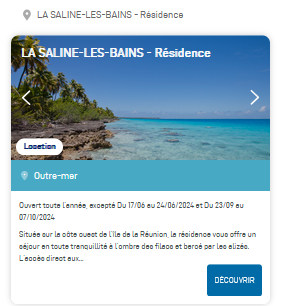 LA SALINE-LES-BAINS - Résidence
LA SALINE-LES-BAINS - Résidence
Location
Outre-mer
Ouvert toute l'année, excepté Du 17/06 au 24/06/2024 et Du 23/09 au
07/10/2024
Située sur la côte ouest de l'île de la Réunion, la résidence vous offre un
séjour en toute tranquillité à l'ombre des filaos et bercé par les alizés.
L'accès direct aux...
DÉCOUVRIR